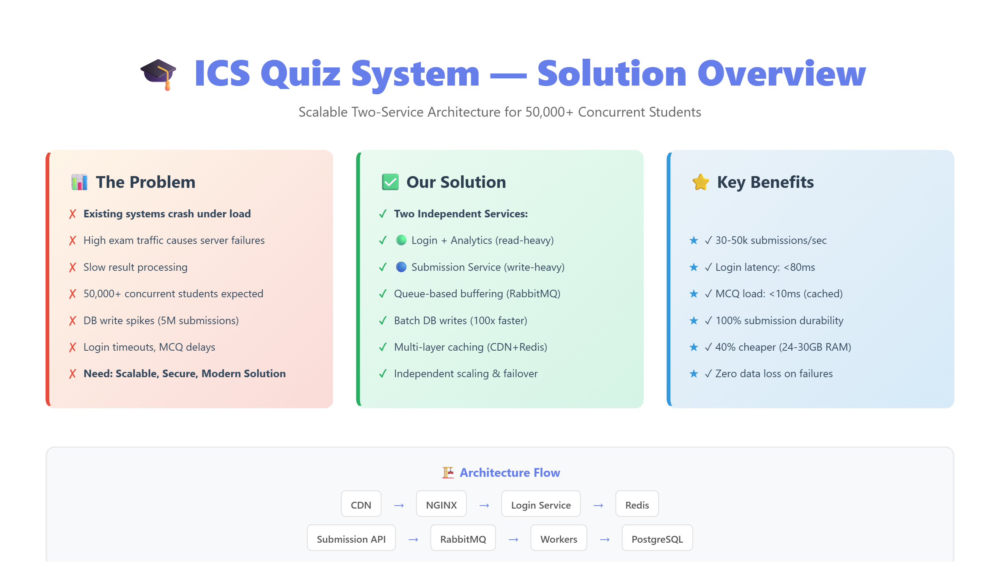 🎓 ICS Quiz System — Solution Overview
Scalable Two-Service Architecture for 50,000+ Concurrent Students
📊 The Problem
✗ Existing systems crash under load
✗ High exam traffic causes server failures
✗ Slow result processing
✗ 50,000+ concurrent students expected
✗ DB write spikes (5M submissions)
✗ Login timeouts, MCQ delays
✗ Need: Scalable, Secure, Modern Solution
✅ Our Solution
✓ Two Independent Services:
✓ 🟢 Login + Analytics (read-heavy)
✓ 🔵 Submission Service (write-heavy)
✓ Queue-based buffering (RabbitMQ)
✓ Batch DB writes (100x faster)
✓ Multi-layer caching (CDN+Redis)
✓ Independent scaling & failover
⭐ Key Benefits
★ ✓ 30-50k submissions/sec
★ ✓ Login latency: <80ms
★ ✓ MCQ load: <10ms (cached)
★ ✓ 100% submission durability
★ ✓ 40% cheaper (24-30GB RAM)
★ ✓ Zero data loss on failures
🏗️ Architecture Flow
CDN → NGINX → Login Service → Redis
Submission API → RabbitMQ → Workers → PostgreSQL